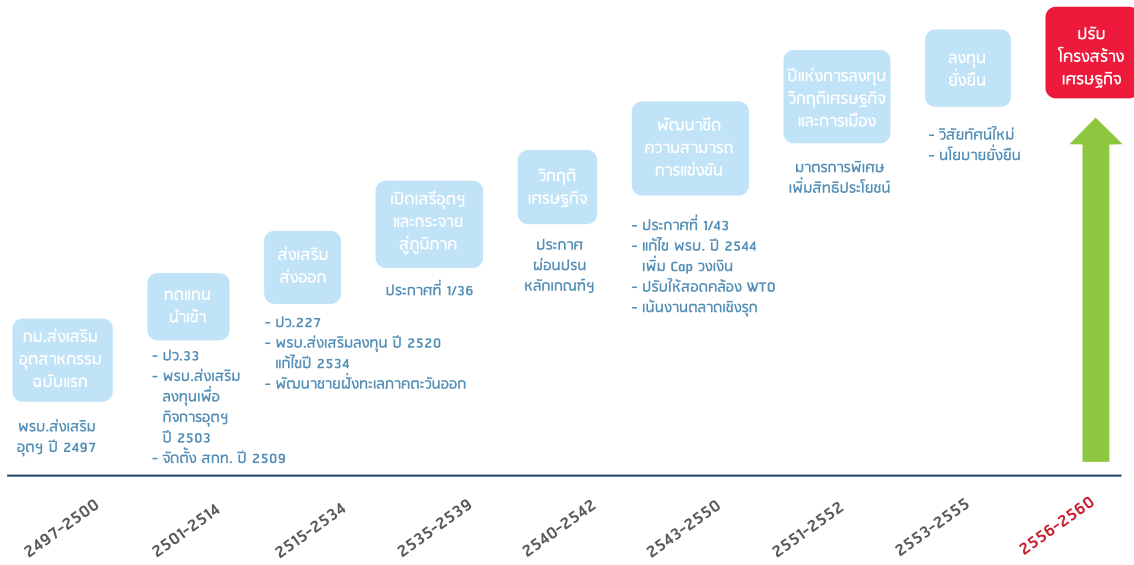 กม.ส่งเสริม
อุตสาหกรรม
ฉบับแรก
พรบ.ส่งเสริม
อุตฯ ปี 2497
2497-2500
ทดแทน
นำเข้า
- ปว.33
- พรบ.ส่งเสริม
ลงทุนเพื่อ
กิจการอุตฯ
ปี 2503
- จัดตั้ง สกท. ปี 2509
2501-2514
ส่งเสริม
ส่งออก
- ปว.227
- พรบ.ส่งเสริมลงทุน ปี 2520
แก้ไขปี 2534
- พัฒนาชายฝั่งทะเลภาคตะวันออก
2515-2534
เปิดเสรีอุตฯ
และกระจาย
สู่ภูมิภาค
ประกาศที่ 1/36
2535-2539
วิกฤติ
เศรษฐกิจ
ประกาศ
ผ่อนปรน
หลักเกณฑ์ฯ
2540-2542
พัฒนาขีด
ความสามารถ
การแข่งขัน
- ประกาศที่ 1/43
- แก้ไข พรบ. ปี 2544
เพิ่ม Cap วงเงิน
- ปรับให้สอดคล้อง WTO
- เน้นงานตลาดเชิงรุก
2543-2550
ปีแห่งการลงทุน
วิกฤติเศรษฐกิจ
และการเมือง
มาตรการพิเศษ
เพิ่มสิทธิประโยชน์
2551-2552
ลงทุน
ยั่งยืน
- วิสัยทัศน์ใหม่
- นโยบายยั่งยืน
2553-2555
ปรับ
โครงสร้าง
เศรษฐกิจ
2556-2560